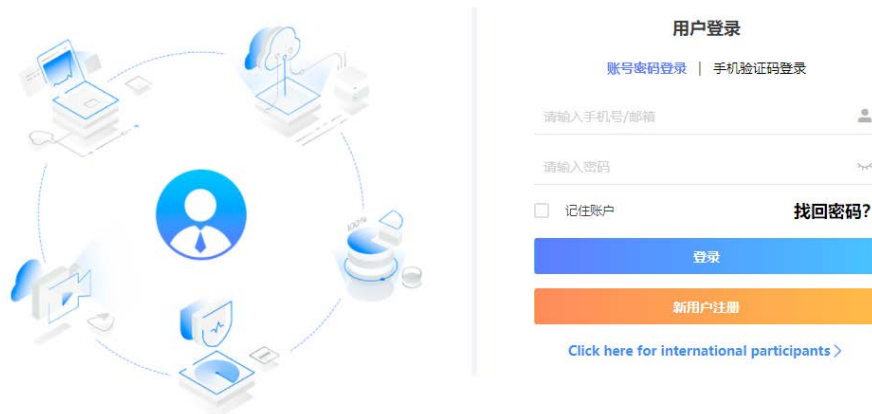 100%
用户登录
账号密码登录 | 手机验证码登录
请输入手机号/邮箱
请输入密码
记住账户 找回密码?
登录
新用户注册
Click here for international participants >